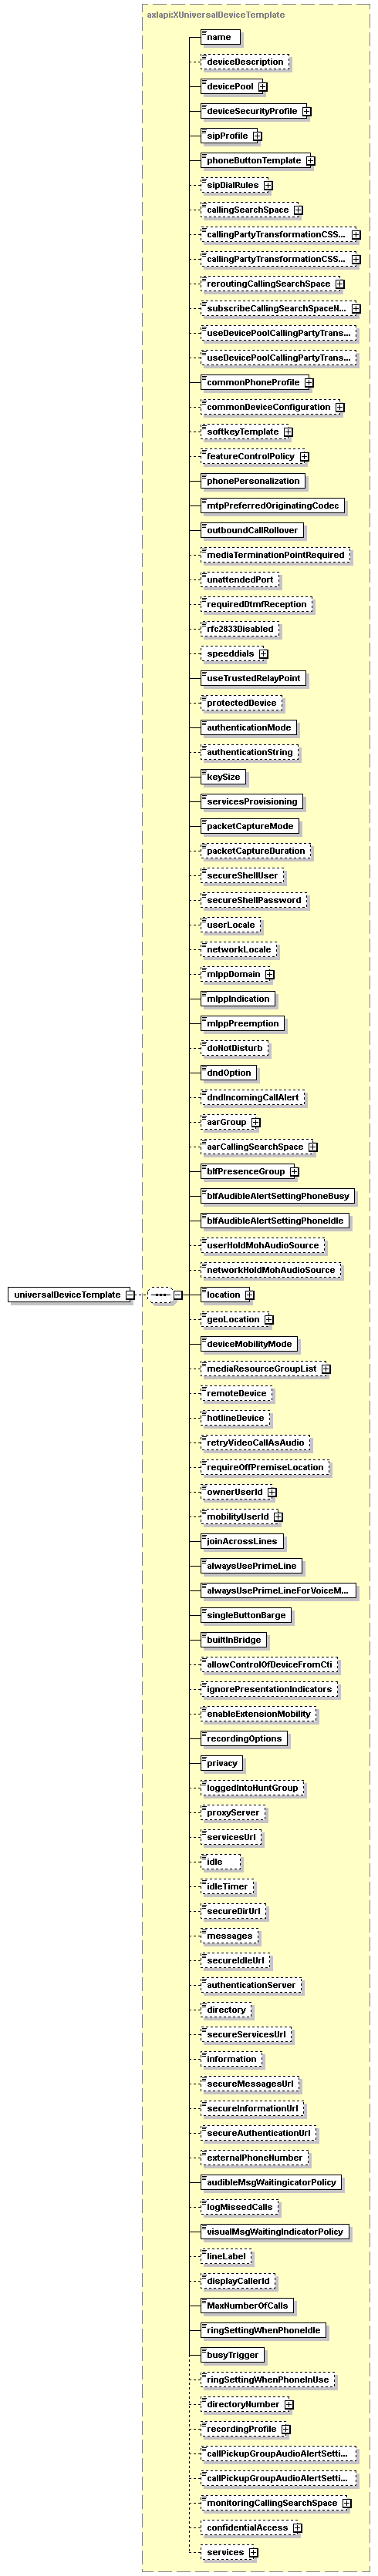 axlapi:XUniversalDeviceTemplate
name
deviceDescription
devicePool
deviceSecurityProfile
sipProfile
phoneButtonTemplate
sipDialRules
callingSearchSpace
callingPartyTransformationCSS...
callingPartyTransformationCSS...
reroutingCallingSearchSpace
subscribeCallingSearchSpaceN...
useDevicePoolCallingPartyTrans...
useDevicePoolCallingPartyTrans...
commonPhoneProfile
commonDeviceConfiguration
softkeyTemplate
featureControlPolicy
phonePersonalization
mtpPreferredOriginatingCodec
outboundCallRollover
mediaTerminationPointRequired
unattendedPort
requiredDtmfReception
rfc2833Disabled
speeddials
useTrustedRelayPoint
protectedDevice
authenticationMode
authenticationString
keySize
servicesProvisioning
packetCaptureMode
packetCaptureDuration
secureShellUser
secureShellPassword
userLocale
networkLocale
mlppDomain
mlppIndication
mlppPreemption
doNotDisturb
dndOption
dndIncomingCallAlert
aarGroup
aarCallingSearchSpace
blfPresenceGroup
blfAudibleAlertSettingPhoneBusy
blfAudibleAlertSettingPhoneIdle
userHoldMohAudioSource
networkHoldMohAudioSource
universalDeviceTemplate
location
geoLocation
deviceMobilityMode
mediaResourceGroupList
remoteDevice
hotlineDevice
retryVideoCallAsAudio
requireOffPremiseLocation
ownerUserId
mobilityUserId
joinAcrossLines
alwaysUsePrimeLine
alwaysUsePrimeLineForVoiceM...
singleButtonBarge
builtInBridge
allowControlOfDeviceFromCti
ignorePresentationIndicators
enableExtensionMobility
recordingOptions
privacy
loggedIntoHuntGroup
proxyServer
servicesUrl
idle
idleTimer
secureDirUrl
messages
secureIdleUrl
authenticationServer
directory
secureServicesUrl
information
secureMessagesUrl
secureInformationUrl
secureAuthenticationUrl
externalPhoneNumber
audibleMsgWaitingicatorPolicy
logMissedCalls
visualMsgWaitingIndicatorPolicy
lineLabel
displayCallerId
MaxNumberOfCalls
ringSettingWhenPhoneIdle
busyTrigger
ringSettingWhenPhoneInUse
directoryNumber
recordingProfile
callPickupGroupAudioAlertSetti...
callPickupGroupAudioAlertSetti...
monitoringCallingSearchSpace
confidentialAccess
services